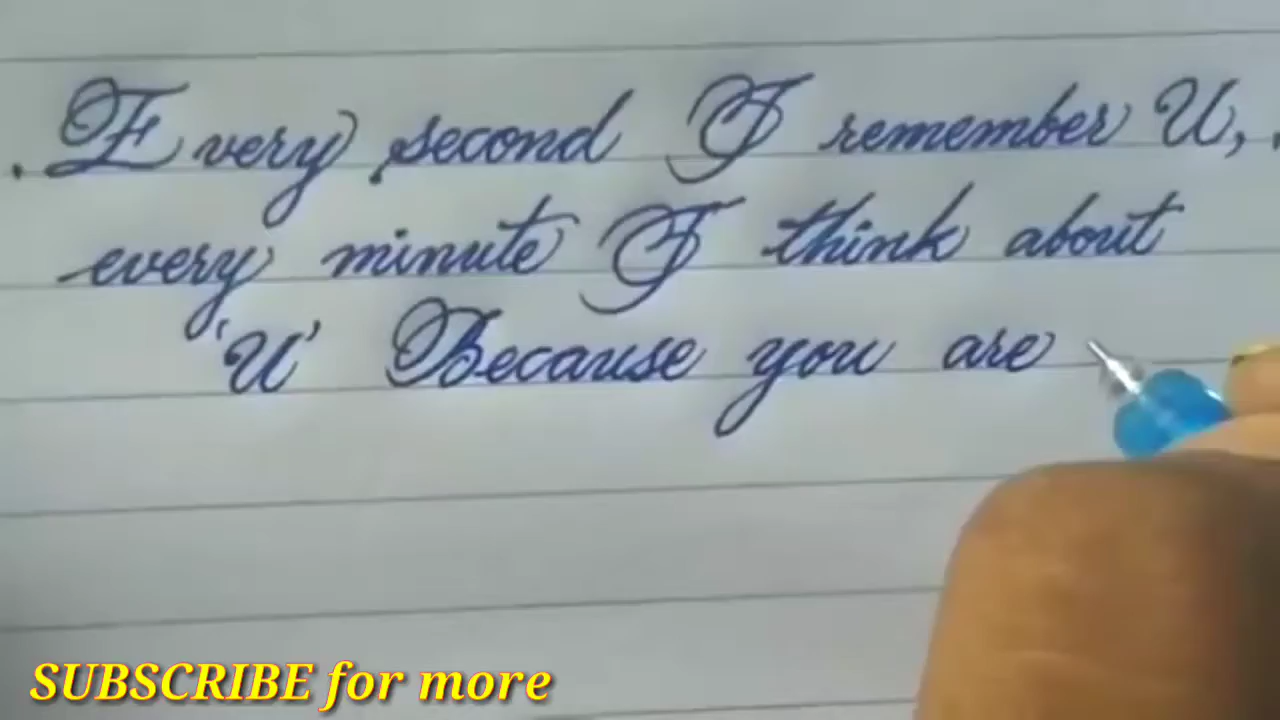 Every second I remember U,
every minute I think about
'U' Because you are
SUBSCRIBE for more